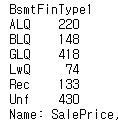 BsmtFinType1
ALQ    220
BLQ    148
GLQ    418
LwQ     74
Rec    133
Unf    430
Name: SalePrice,